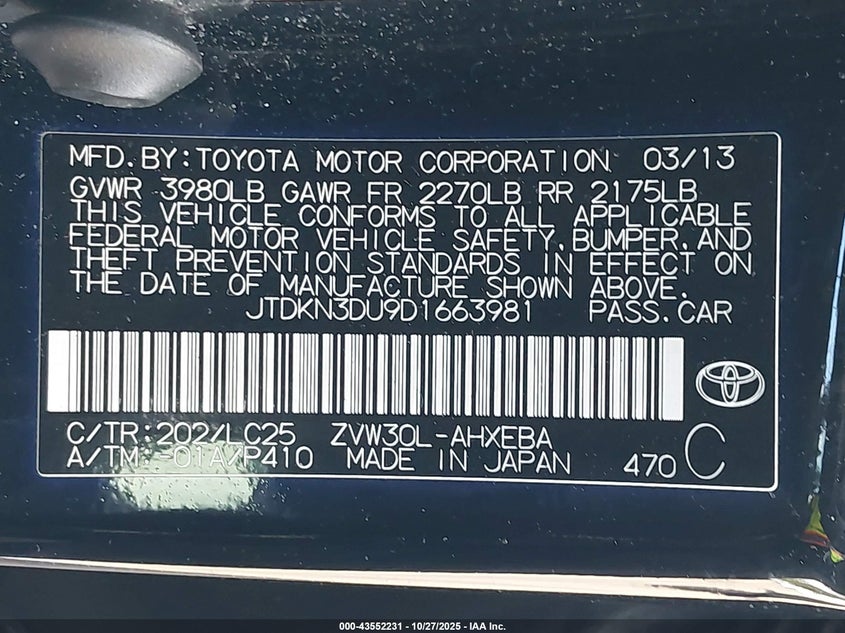 MFD.BY:TOYOTA MOTOR CORPORATION 03/13
GVWR 3980LB GAWR FR 2270LB RR 2175LB
THIS VEHICLE CONFORMS TO ALL APPLICABLE
FEDERAL MOTOR VEHICLE SAFETY,BUMPER,AND
THEFT PREVENTION STANDARDS IN EFFECT ON
THE DATE OF MANUFACTURE SHOWN ABOVE.
JTDKN3DU9D1663981 PASS.CAR
C/TR:202/LC25 ZVW30L-AHXEBA
A/TM:-01A/P410 MADE IN JAPAN 470 C
000-43552231 - 10/27/2025 - IAA Inc.